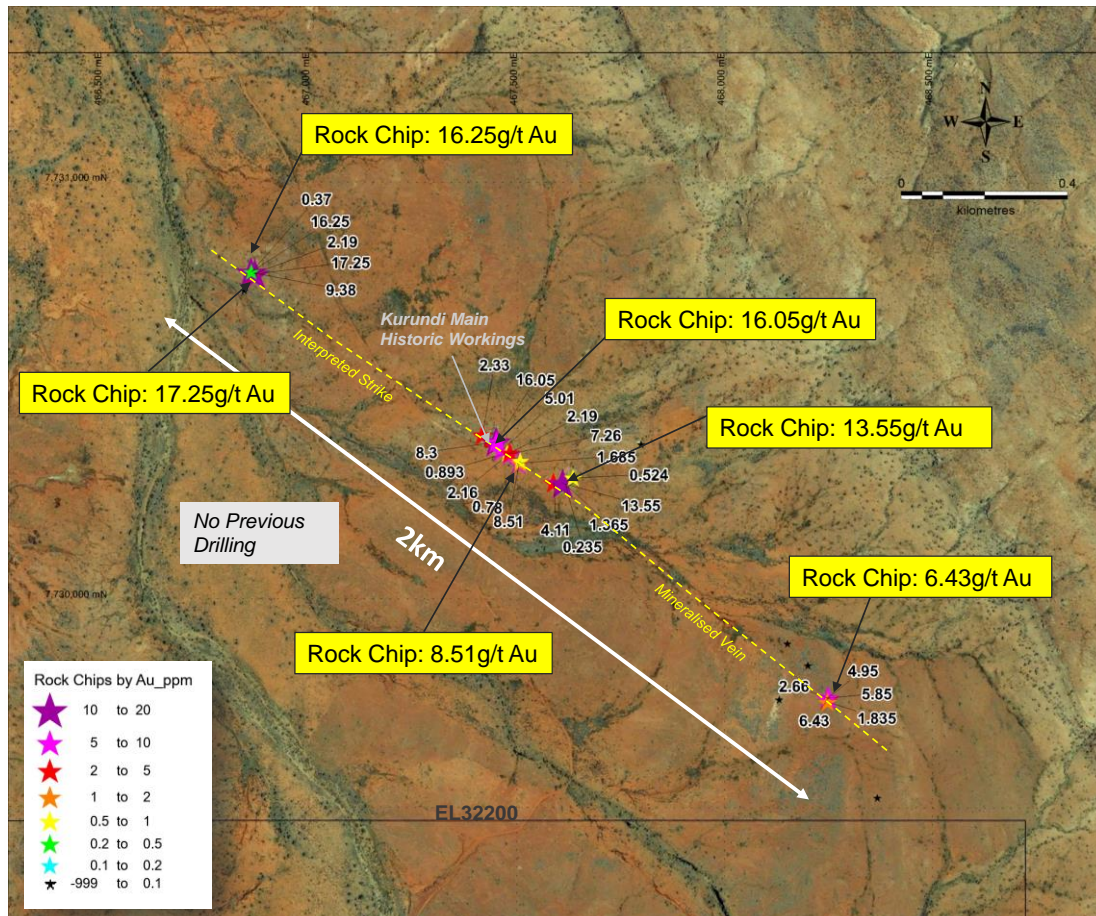 466,500 mE
467,000 mE
467,500 mE
468,000 mE
468,500 mE
N
W E
S
Rock Chip: 16.25g/t Au
7,731,000 mN
0 0.4
kilometres
0.37
16.25
2.19
17.25
9.38
Kurundi Main
Historic Workings
Rock Chip: 16.05g/t Au
Interpreted Strike
2.33
16.05
5.01
2.19
7.26
1.685
0.524
Rock Chip: 17.25g/t Au
Rock Chip: 13.55g/t Au
8.3
0.893
2.16
0.78
8.51
13.55
1.365
4.11
0.235
No Previous
Drilling
2km
7,730,000 mN
Rock Chip: 6.43g/t Au
Mineralised Vein
Rock Chip: 8.51g/t Au
4.95
2.66
5.85
6.43
1.835
Rock Chips by Au_ppm
10 to 20
5 to 10
2 to 5
1 to 2
0.5 to 1
0.2 to 0.5
0.1 to 0.2
-999 to 0.1
EL32200